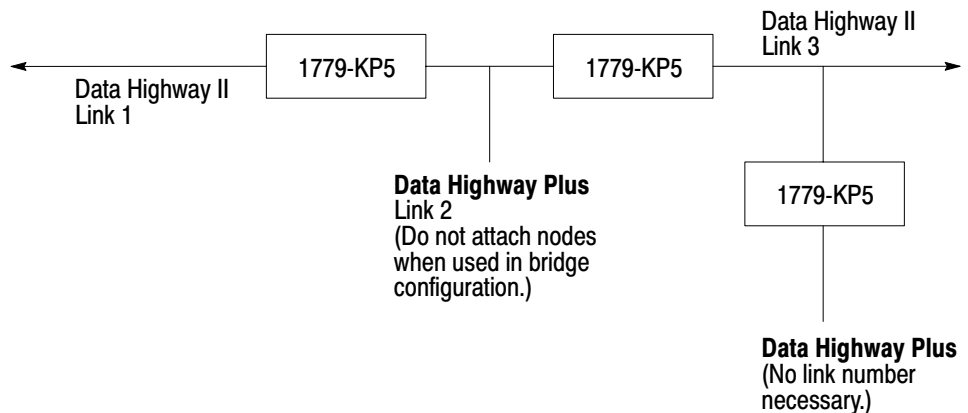 Data Highway II
Link 1
1779-KP5
1779-KP5
Data Highway II
Link 3
Data Highway Plus
Link 2
(Do not attach nodes
when used in bridge
configuration.)
1779-KP5
Data Highway Plus
(No link number
necessary.)